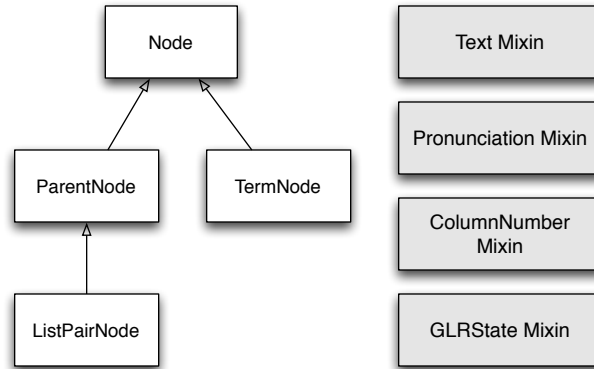 Node
Text Mixin
Pronunciation Mixin
ParentNode
TermNode
ColumnNumber
Mixin
ListPairNode
GLRState Mixin